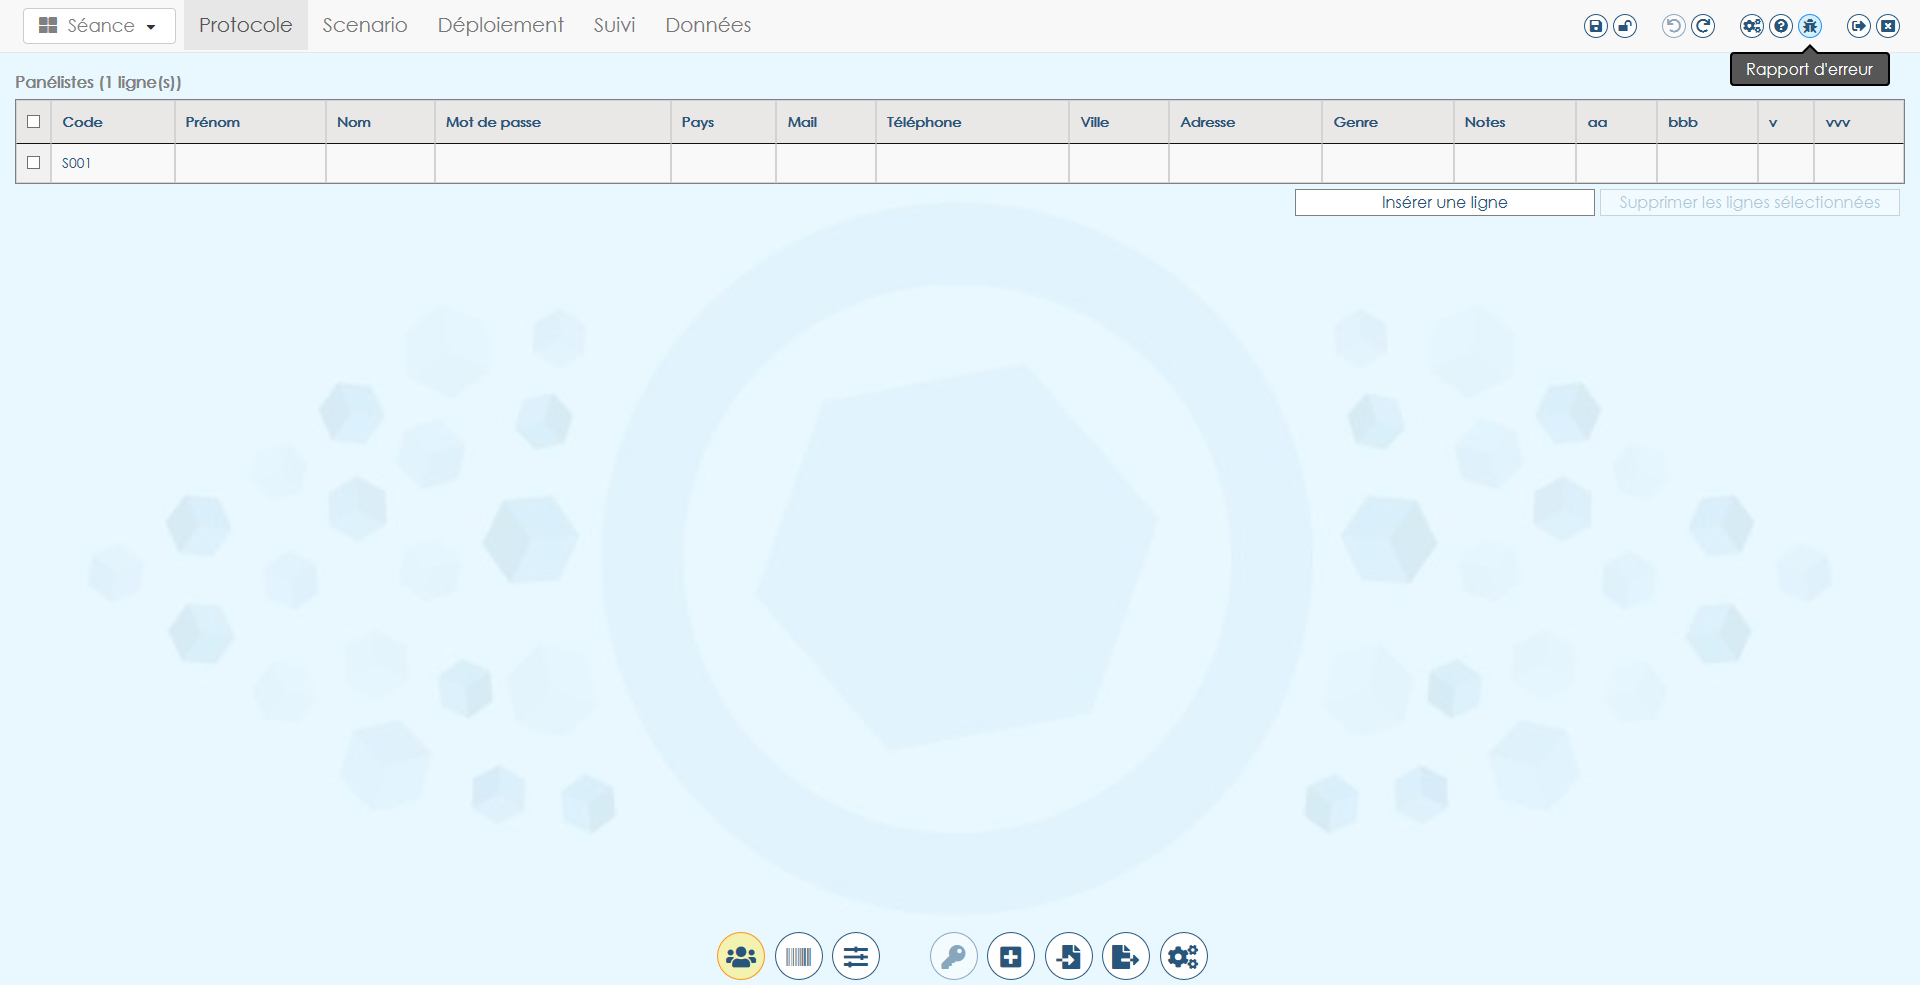 Séance Protocole Scenario Déploiement Suivi Données
Rapport d'erreur
Panélistes (1 ligne(s))
Code Prénom Nom Mot de passe Pays Mail Téléphone Ville Adresse Genre Notes aa bbb v vvv
S001
Insérer une ligne Supprimer les lignes sélectionnées